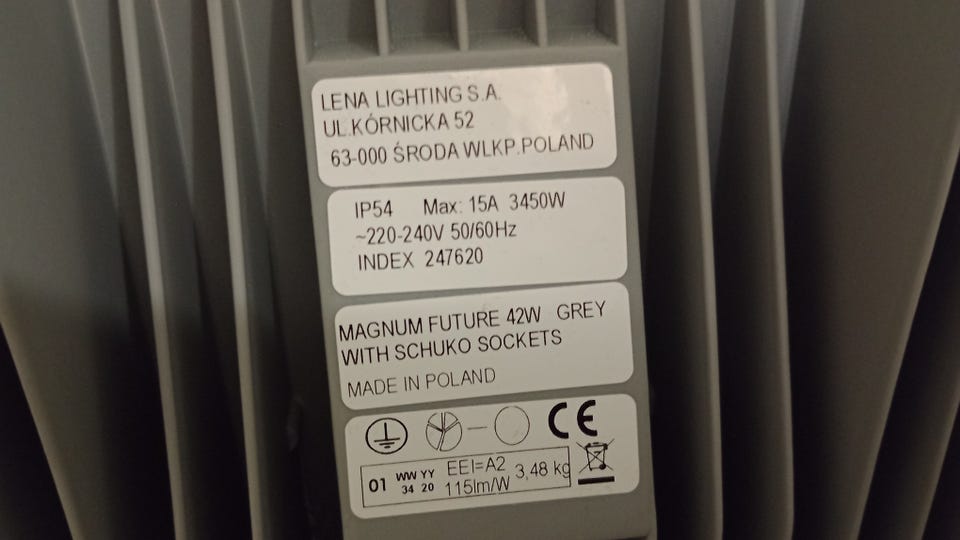 LENA LIGHTING S.A.
UL.KÓRNICKA 52
63-000 ŚRODA WLKP.POLAND
IP54 Max: 15A 3450W
~220-240V 50/60Hz
INDEX 247620
MAGNUM FUTURE 42W GREY
WITH SCHUKO SOCKETS
MADE IN POLAND
CE
01 WW YY EEI=A2 3,48 kg
34 20 115lm/W